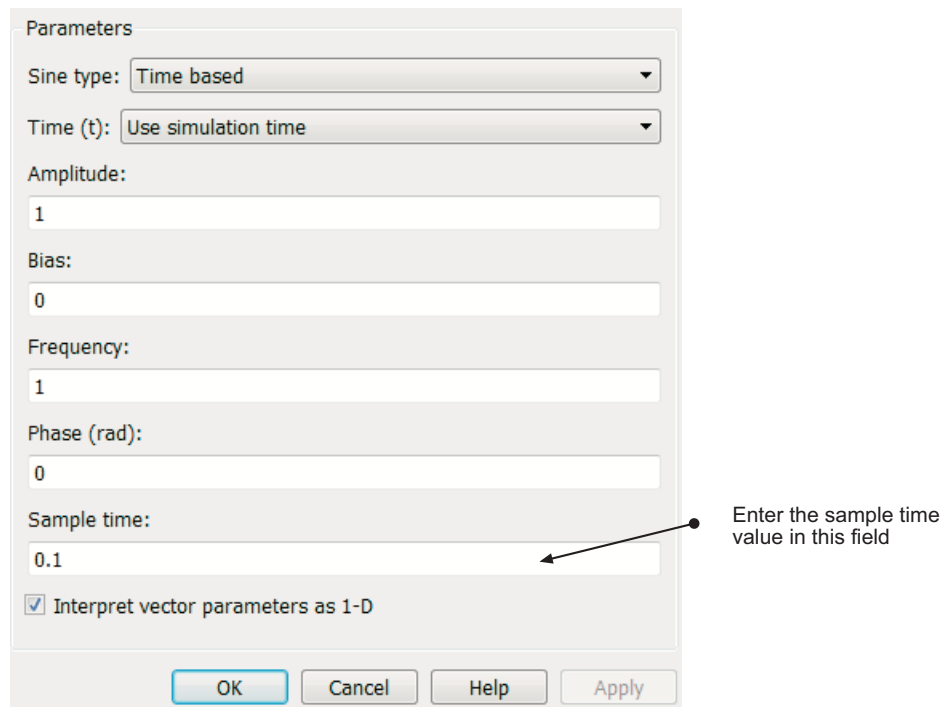 Parameters
Sine type: Time based
Time (t): Use simulation time
Amplitude:
1
Bias:
0
Frequency:
1
Phase (rad):
0
Sample time:
0.1
Enter the sample time
value in this field
Interpret vector parameters as 1-D
OK Cancel Help Apply